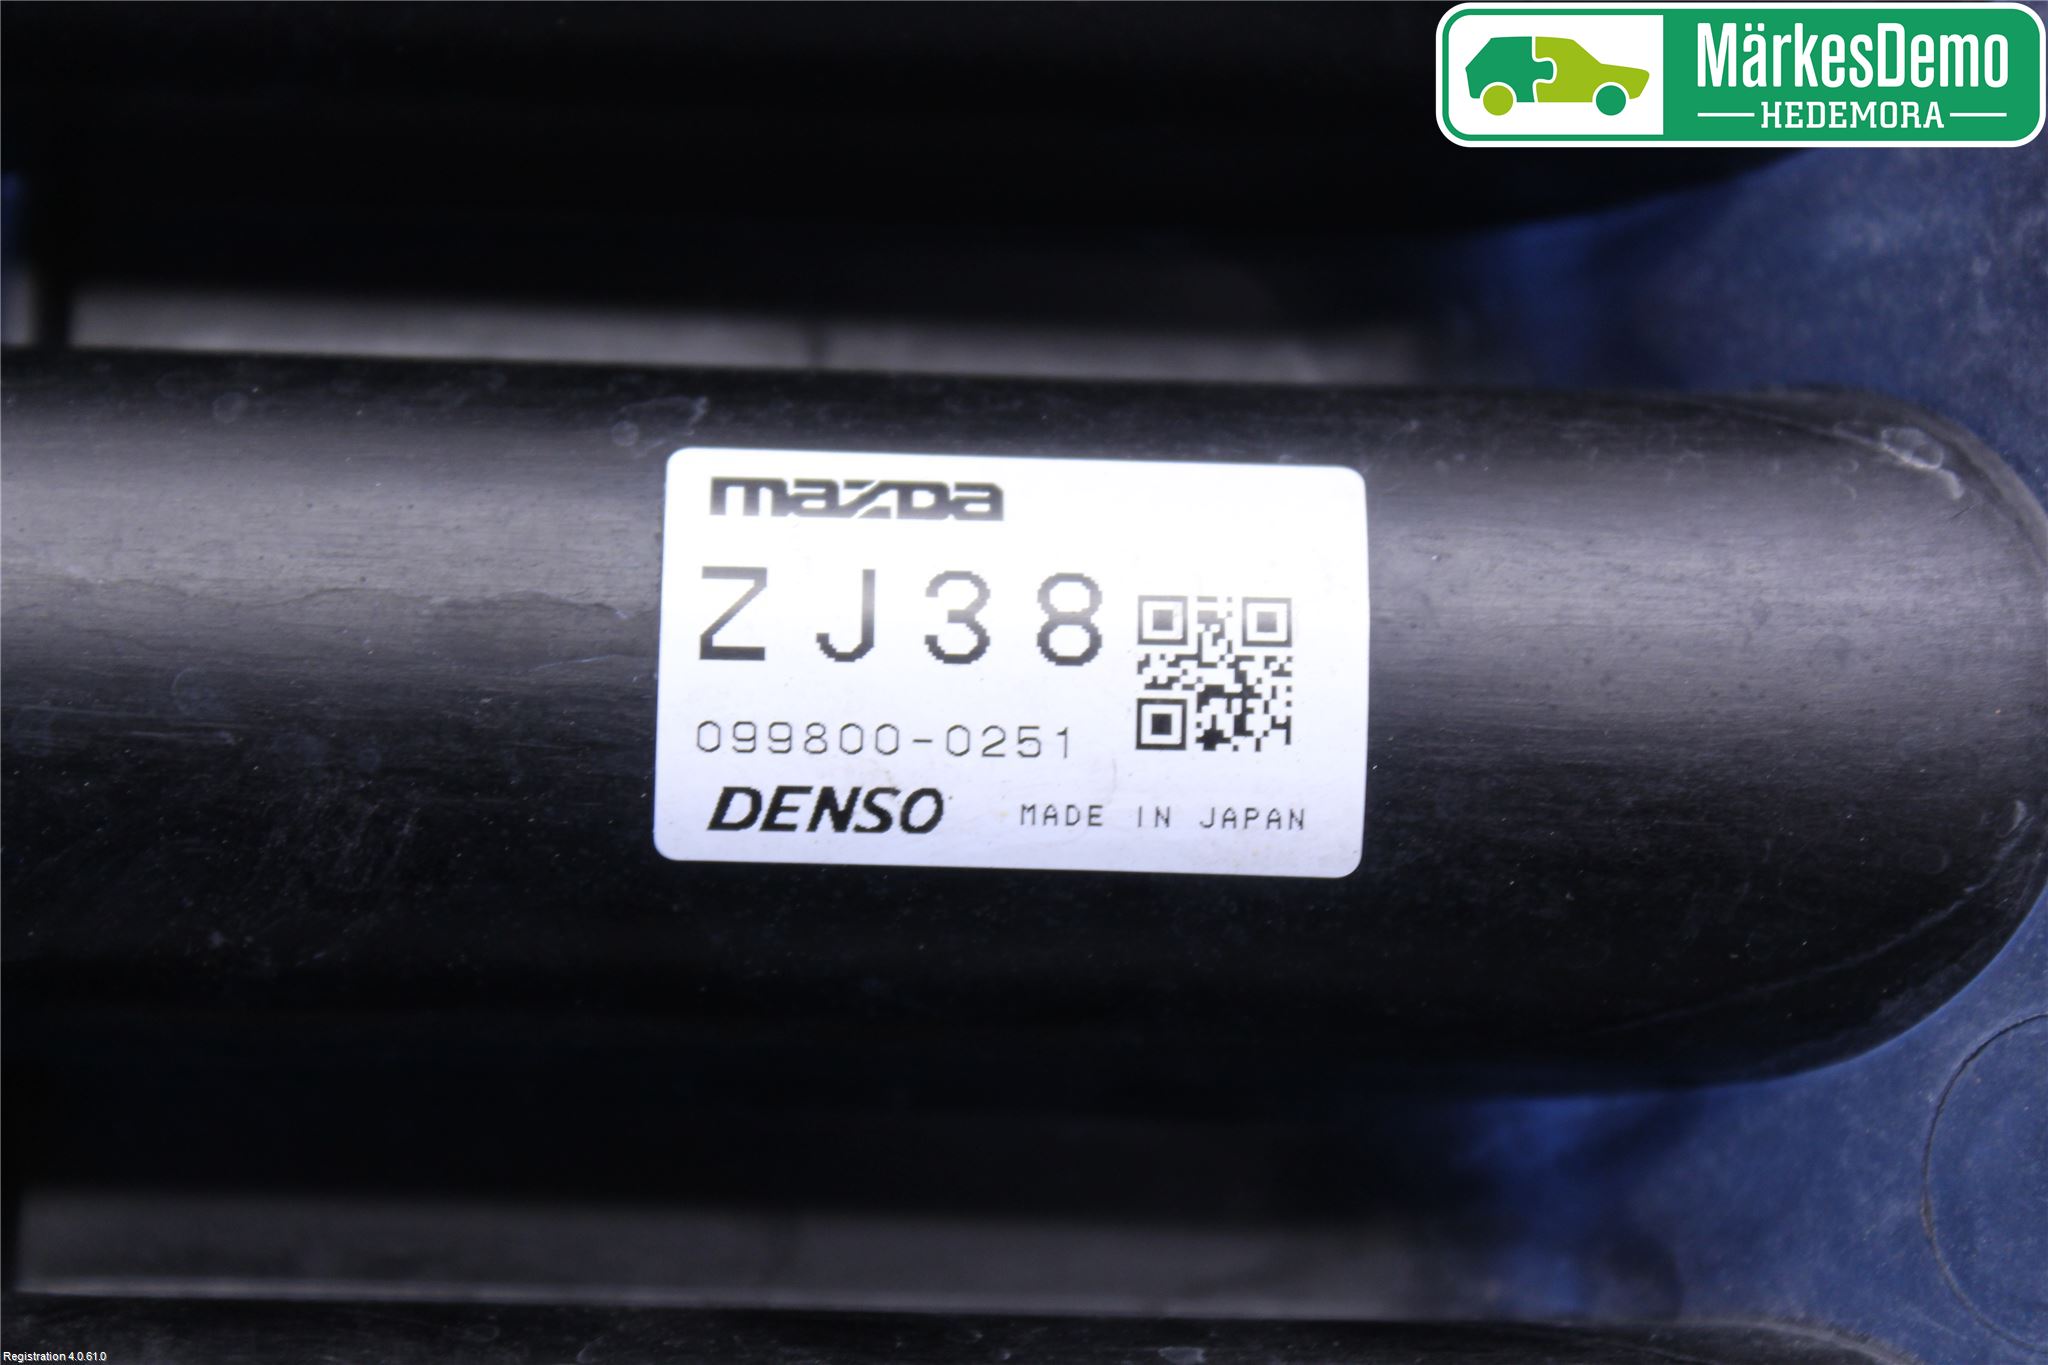 MärkesDemo
HEDEMORA
mazda
ZJ38
099800-0251
DENSO MADE IN JAPAN
Registration 4.0.61.0